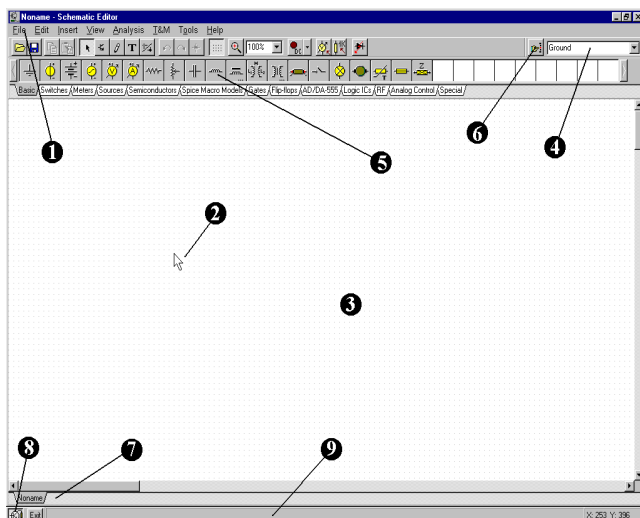 Noname - Schematic Editor
File Edit Insert View Analysis T&M Tools Help
T 100% DC Ground
Basic Switches Meters Sources Semiconductors Spice Macro Models Gates Flip-flops AD/DA-555 Logic ICs RF Analog Control Special
1
2
3
4
5
6
7
8
9
Noname
Exit X: 253 Y: 396